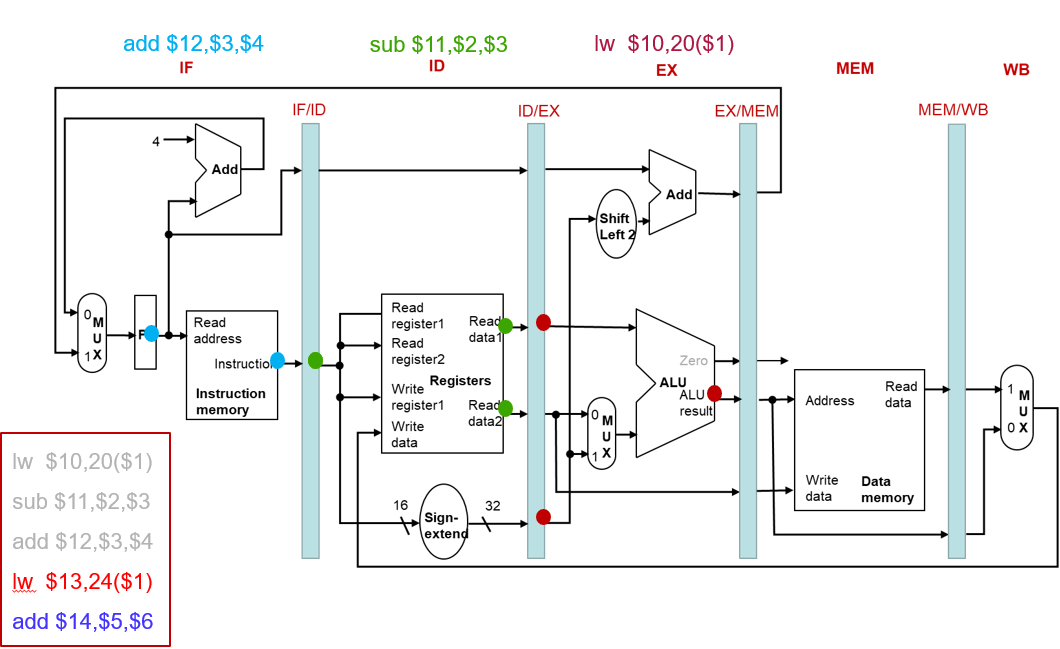 add $12,$3,$4
sub $11,$2,$3
lw $10,20($1)
IF
ID
EX
MEM
WB
IF/ID
ID/EX
EX/MEM
MEM/WB
4
Add
Add
Shift
Left 2
0
M
U
1 X
Read
address
Instruction
Instruction
memory
Read
register1
Read
register2
Write
register1
Write
data
Registers
Read
data1
Read
data2
0
M
U
1 X
Zero
ALU
ALU
result
Address
Read
data
Write
data
Data
memory
1
M
U
0 X
16
Sign-
extend
32
lw $10,20($1)
sub $11,$2,$3
add $12,$3,$4
lw $13,24($1)
add $14,$5,$6